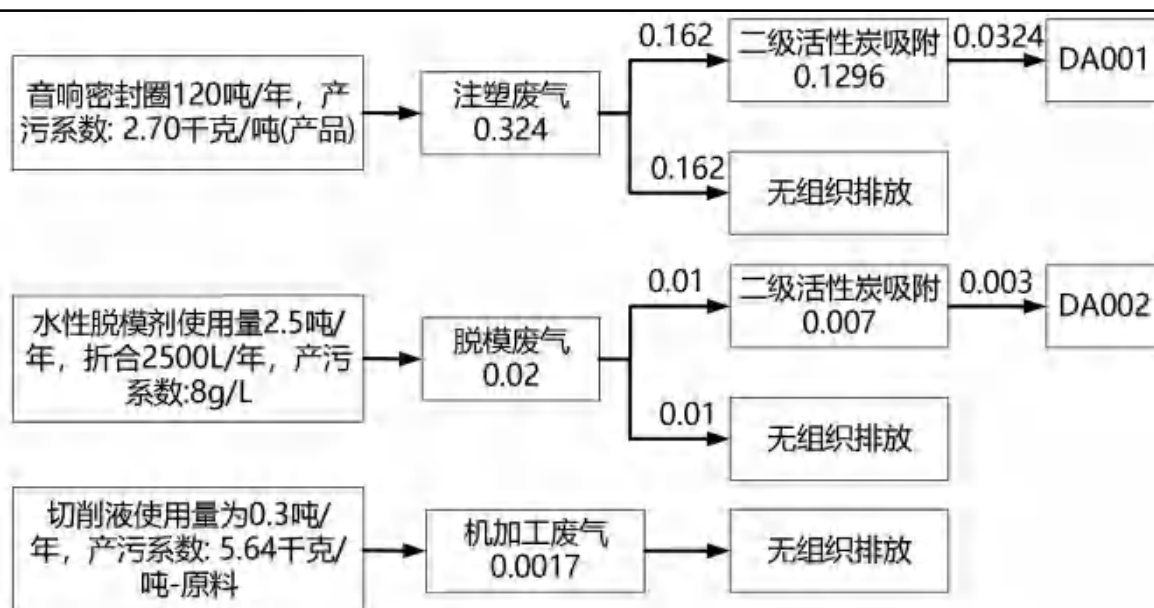 音响密封圈120吨/年，产
污系数: 2.70千克/吨(产品)
注塑废气
0.324
0.162
二级活性炭吸附
0.1296
0.0324
DA001
0.162
无组织排放
水性脱模剂使用量2.5吨/
年，折合2500L/年，产污
系数:8g/L
脱模废气
0.02
0.01
二级活性炭吸附
0.007
0.003
DA002
0.01
无组织排放
切削液使用量为0.3吨/
年，产污系数: 5.64千克/
吨-原料
机加工废气
0.0017
无组织排放